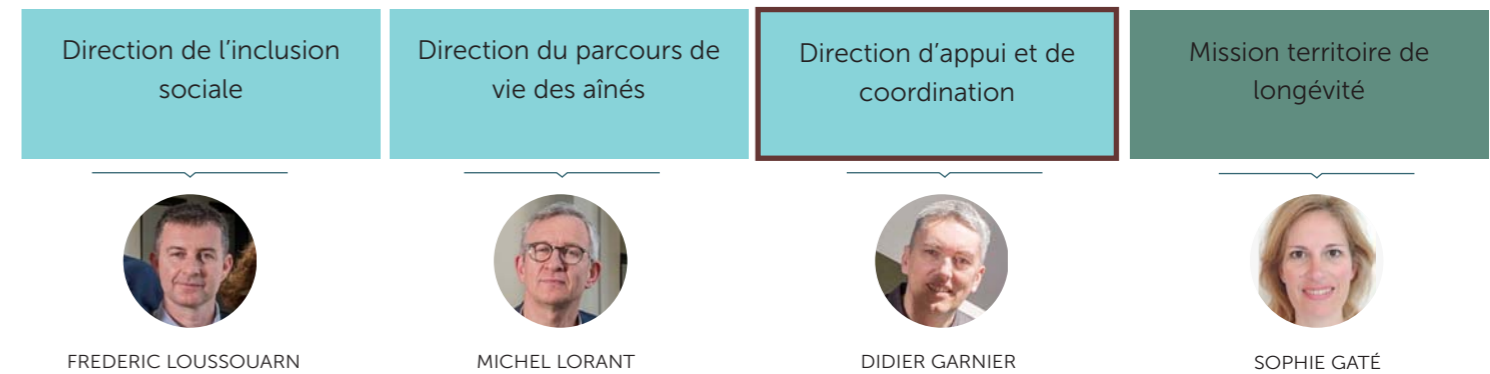 Direction de l’inclusion
sociale
Direction du parcours de
vie des aînés
Direction d’appui et de
coordination
Mission territoire de
longévité
FREDERIC LOUSSOUARN
MICHEL LORANT
DIDIER GARNIER
SOPHIE GATÉ